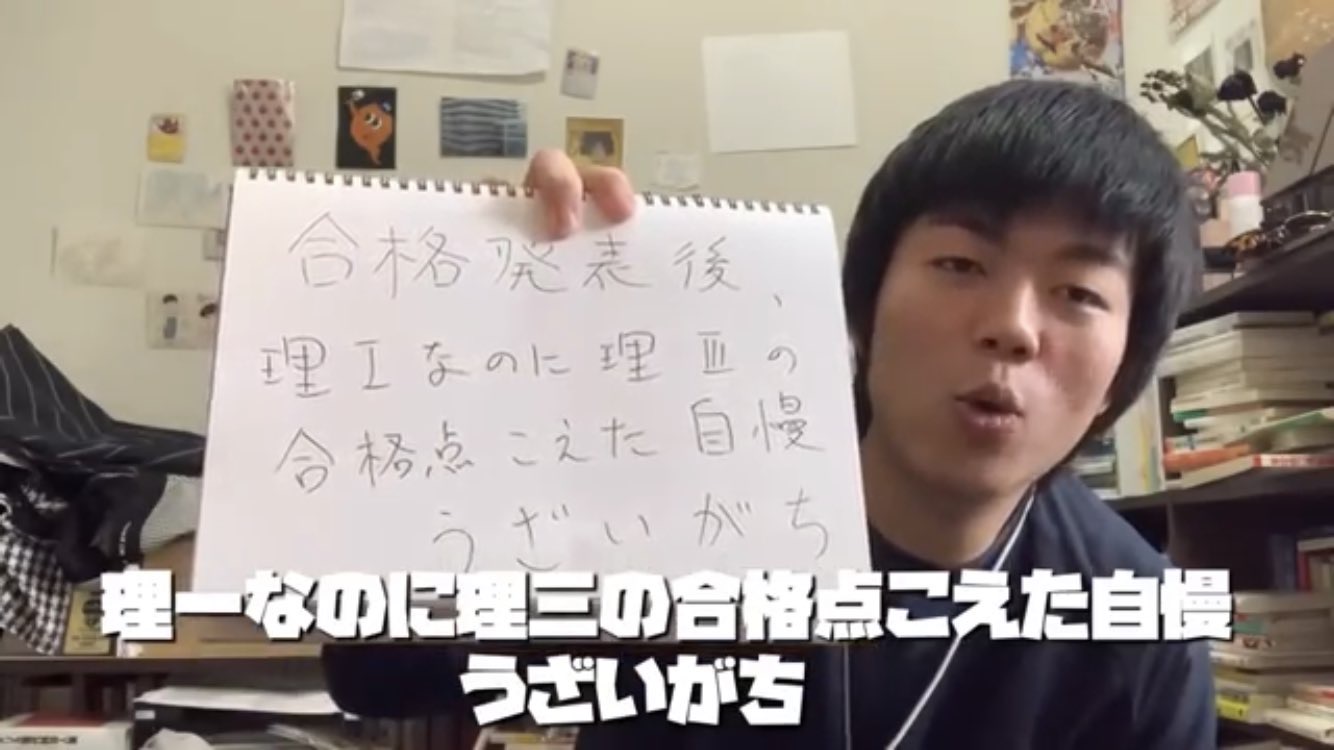 合格発表後、
理Ⅰなのに理Ⅲの
合格点こえた自慢
うざいがち
理一なのに理三の合格点こえた自慢
うざいがち